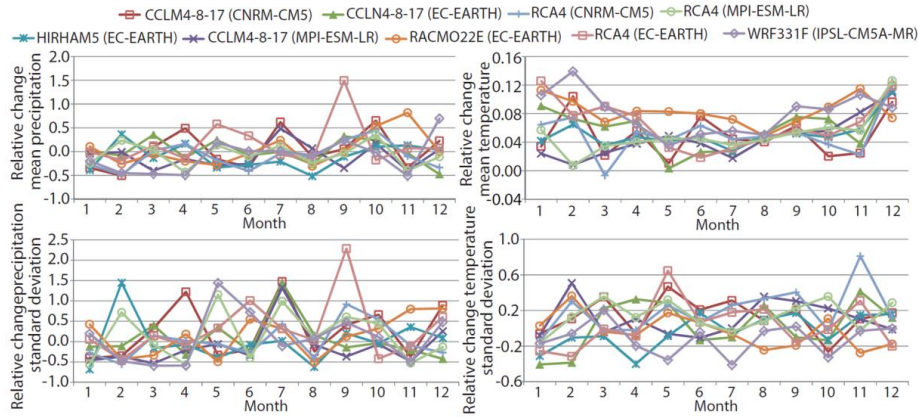 CCLM4-8-17 (CNRM-CM5) CCLN4-8-17 (EC-EARTH) RCA4 (CNRM-CM5) RCA4 (MPI-ESM-LR)
HIRHAM5 (EC-EARTH) CCLM4-8-17 (MPI-ESM-LR) RACMO22E (EC-EARTH) RCA4 (EC-EARTH) WRF331F (IPSL-CM5A-MR)
Relative change
mean precipitation
2.0
1.5
1.0
0.5
0.0
-0.5
-1.0
1 2 3 4 5 6 7 8 9 10 11 12
Month
Relative change
mean temperature
0.16
0.12
0.08
0.04
0.00
-0.04
1 2 3 4 5 6 7 8 9 10 11 12
Month
Relative changeprecipitation
standard deviation
2.5
2.0
1.5
1.0
0.5
0.0
-0.5
-1.0
1 2 3 4 5 6 7 8 9 10 11 12
Month
Relative change temperature
standard deviation
1.0
0.6
0.2
-0.2
-0.6
1 2 3 4 5 6 7 8 9 10 11 12
Month